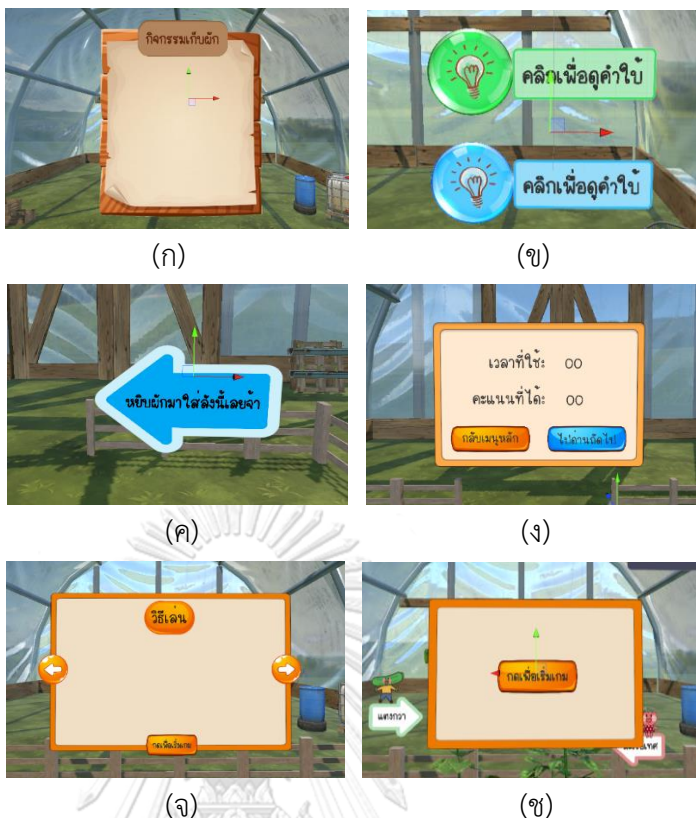 กิจกรรมเก็บผัก
คลิกเพื่อดูคำใบ้
คลิกเพื่อดูคำใบ้
(ก)
(ข)
หยิบผักมาใส่ลังนี้เลยจ้า
เวลาที่ใช้: 00
คะแนนที่ได้: 00
กลับเมนูหลัก
ไปด่านถัดไป
(ค)
(ง)
วิธีเล่น
กดเพื่อเริ่มเกม
กดเพื่อเริ่มเกม
แตงกวา
(จ)
(ช)